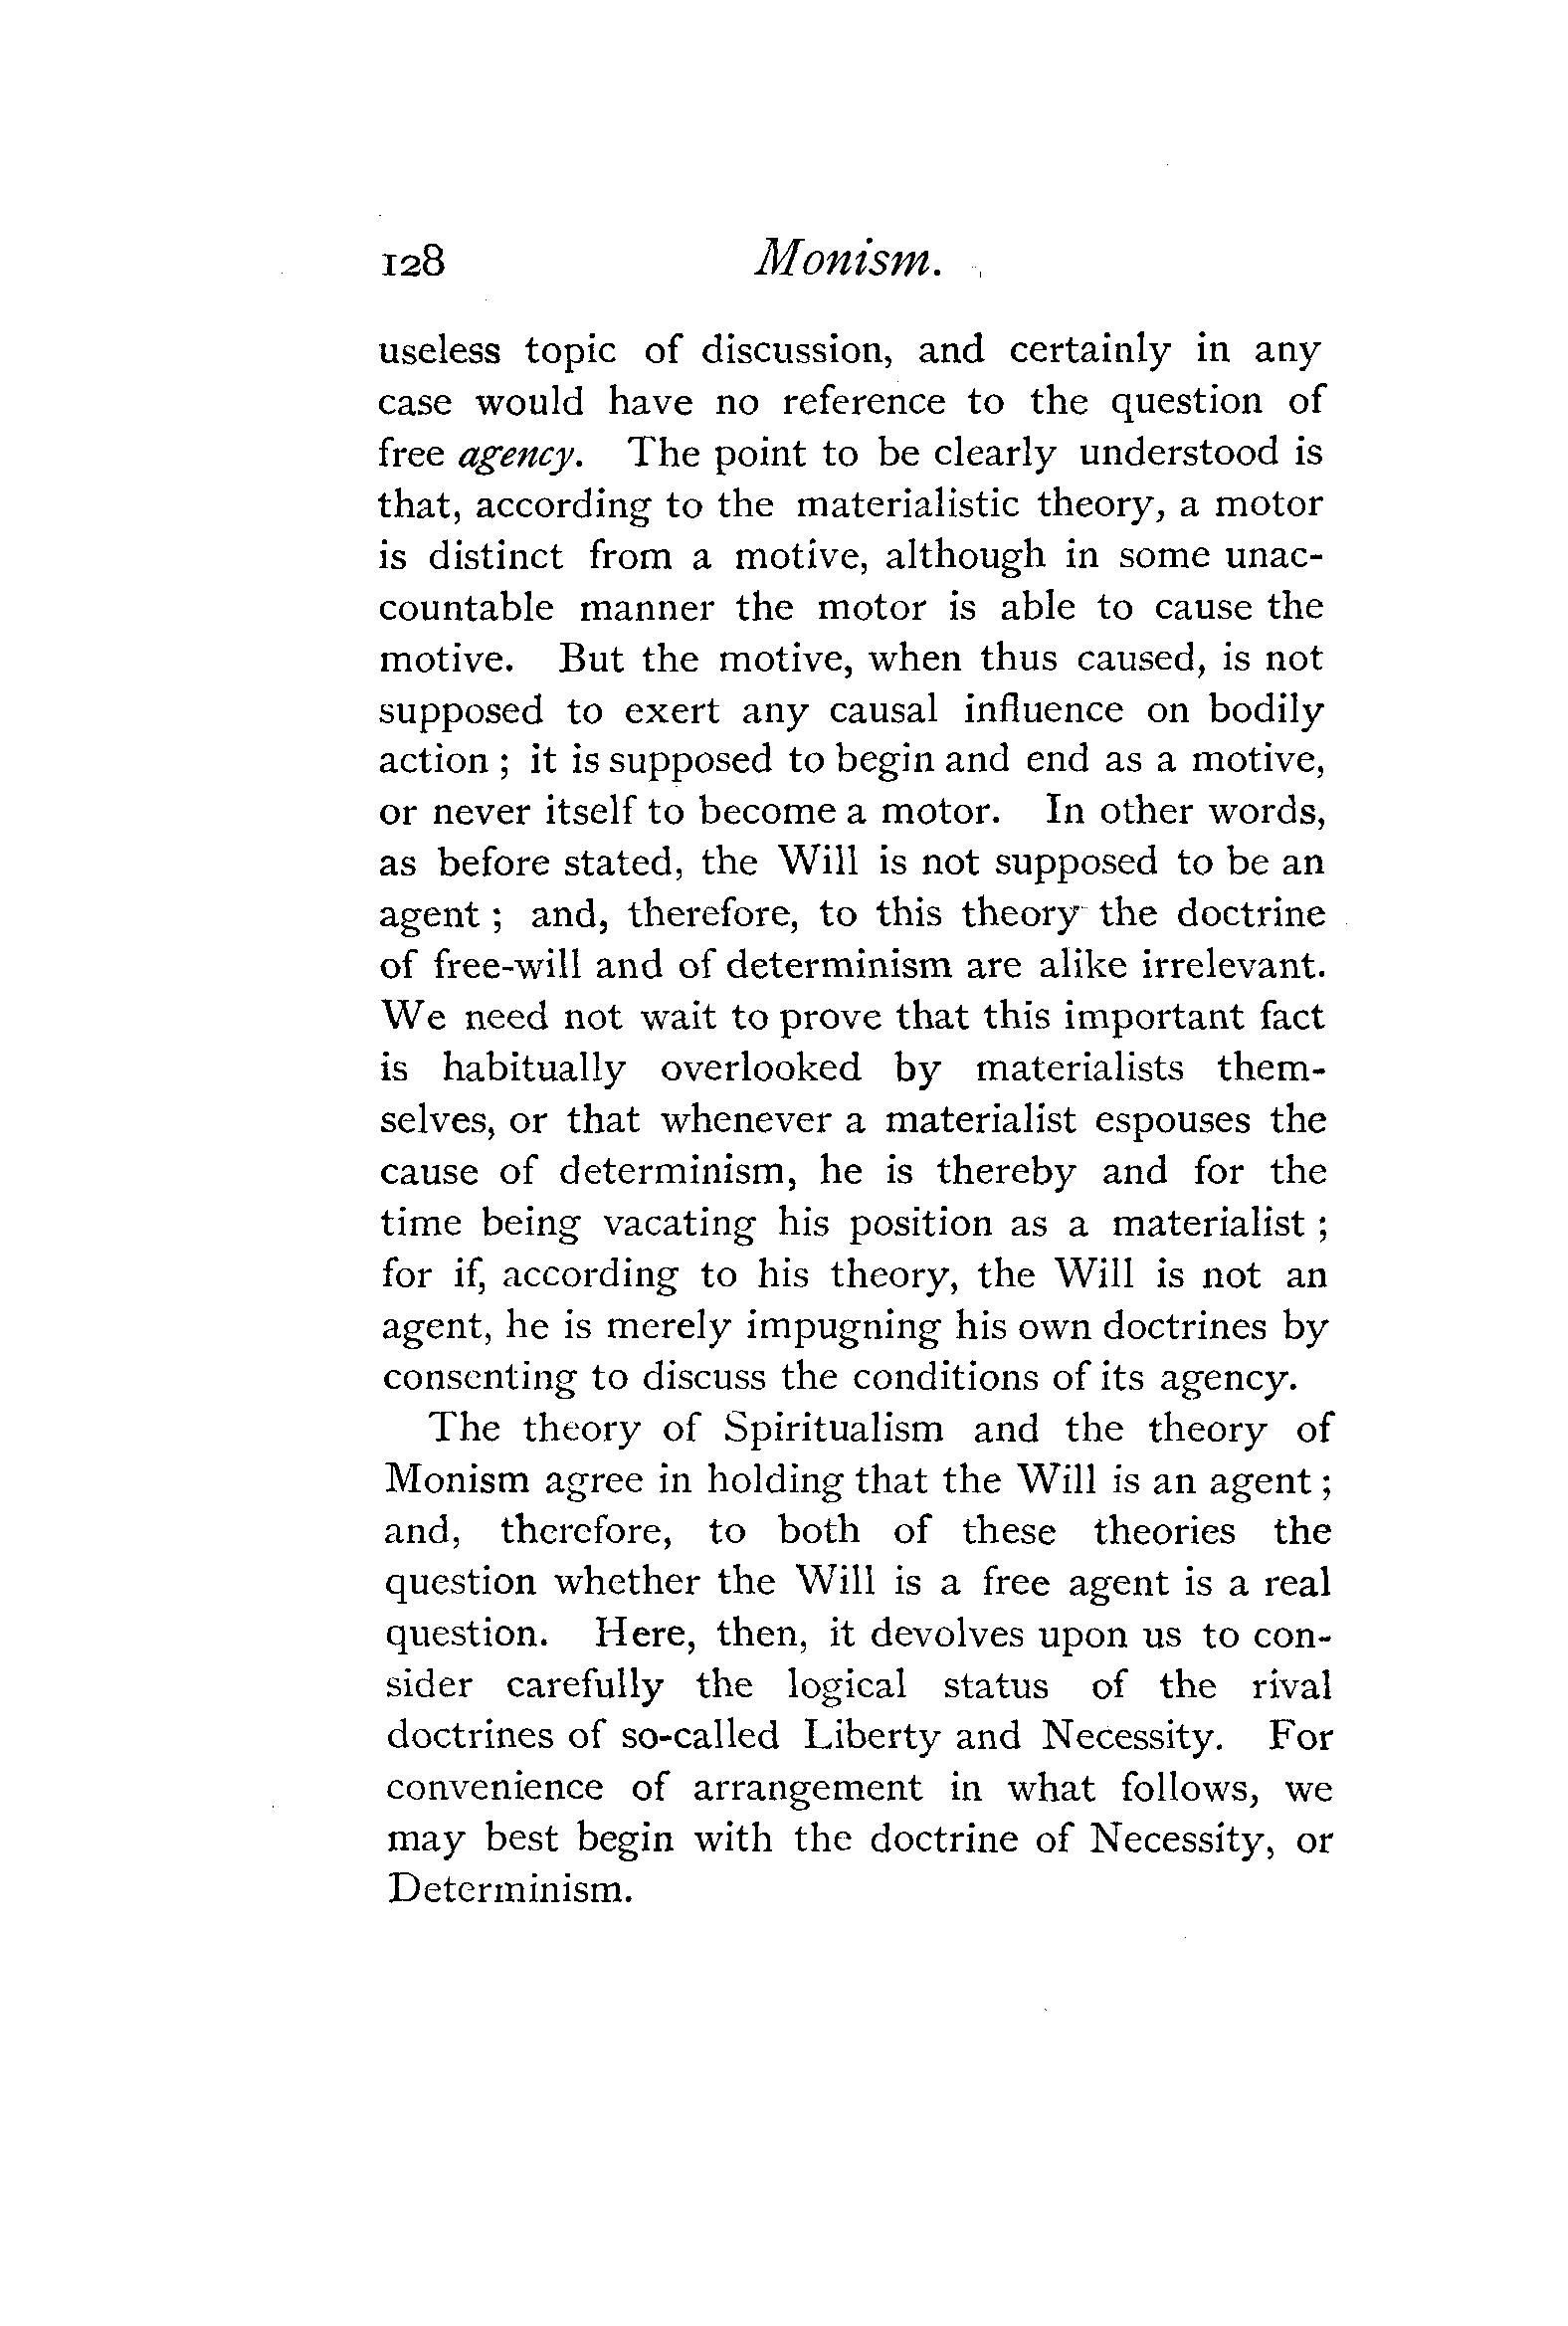 128 Monism.
useless topic of discussion, and certainly in any
case would have no reference to the question of
free agency. The point to be clearly understood is
that, according to the materialistic theory, a motor
is distinct from a motive, although in some unac-
countable manner the motor is able to cause the
motive. But the motive, when thus caused, is not
supposed to exert any causal influence on bodily
action ; it is supposed to begin and end as a motive,
or never itself to become a motor. In other words,
as before stated, the Will is not supposed to be an
agent ; and, therefore, to this theory the doctrine
of free-will and of determinism are alike irrelevant.
We need not wait to prove that this important fact
is habitually overlooked by materialists them-
selves, or that whenever a materialist espouses the
cause of determinism, he is thereby and for the
time being vacating his position as a materialist ;
for if, according to his theory, the Will is not an
agent, he is merely impugning his own doctrines by
consenting to discuss the conditions of its agency.
The theory of Spiritualism and the theory of
Monism agree in holding that the Will is an agent ;
and, therefore, to both of these theories the
question whether the Will is a free agent is a real
question. Here, then, it devolves upon us to con-
sider carefully the logical status of the rival
doctrines of so-called Liberty and Necessity. For
convenience of arrangement in what follows, we
may best begin with the doctrine of Necessity, or
Determinism.